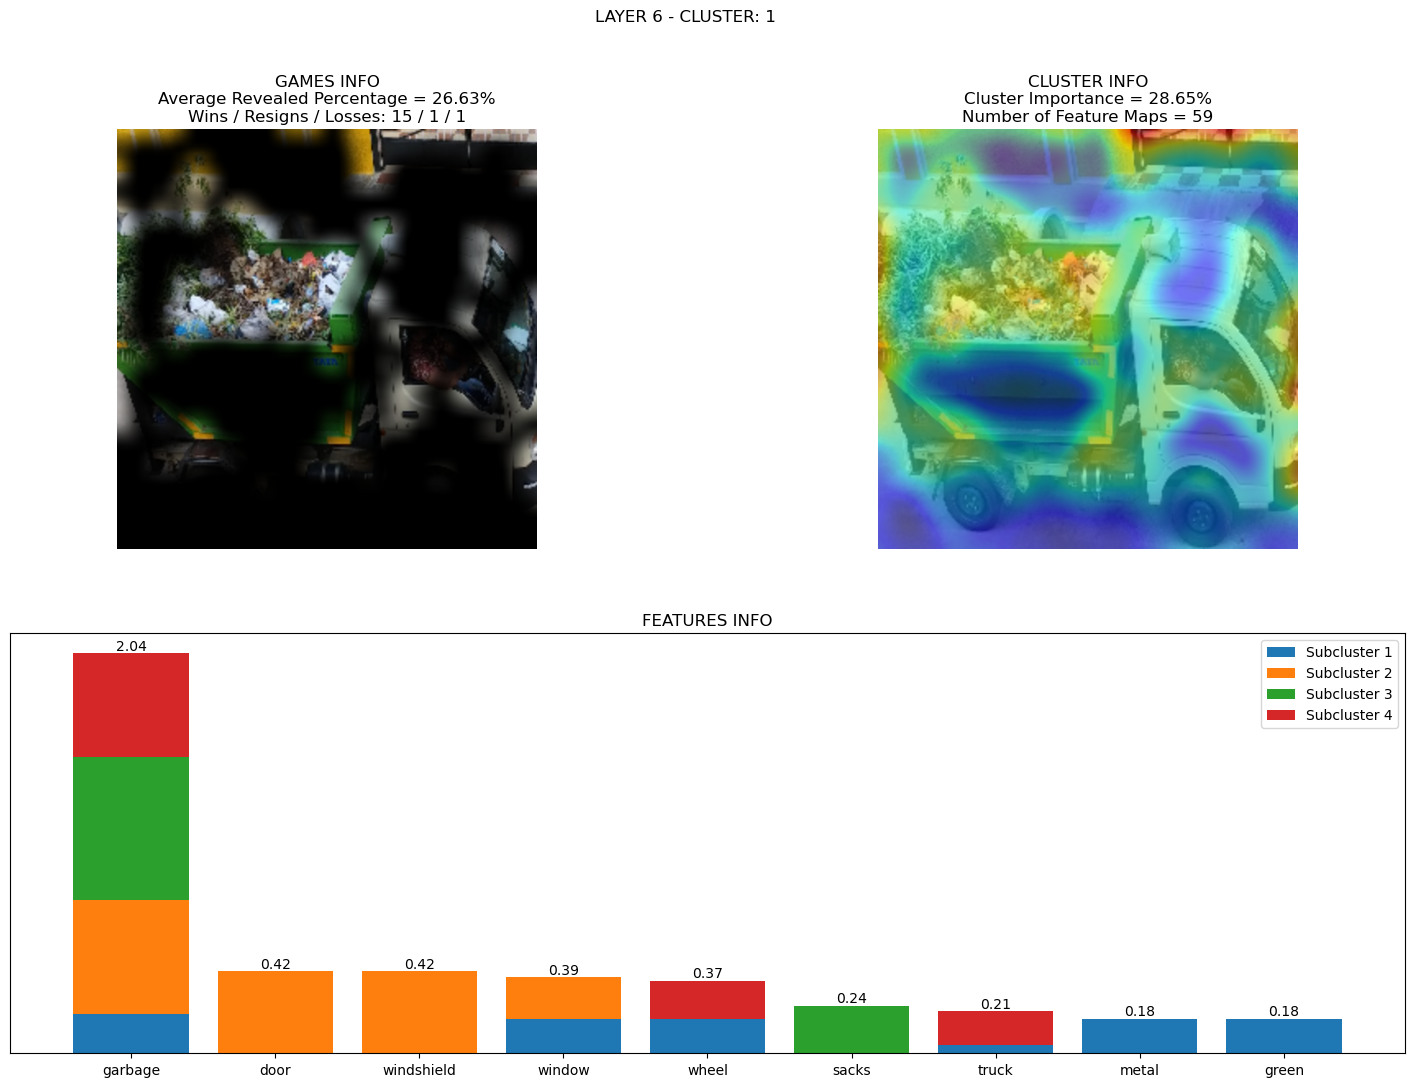 LAYER 6 - CLUSTER: 1
GAMES INFO
Average Revealed Percentage = 26.63%
Wins / Resigns / Losses: 15 / 1 / 1
CLUSTER INFO
Cluster Importance = 28.65%
Number of Feature Maps = 59
FEATURES INFO
2.04
0.42
0.42
0.39
0.37
0.24
0.21
0.18
0.18
Subcluster 1
Subcluster 2
Subcluster 3
Subcluster 4
garbage
door
windshield
window
wheel
sacks
truck
metal
green